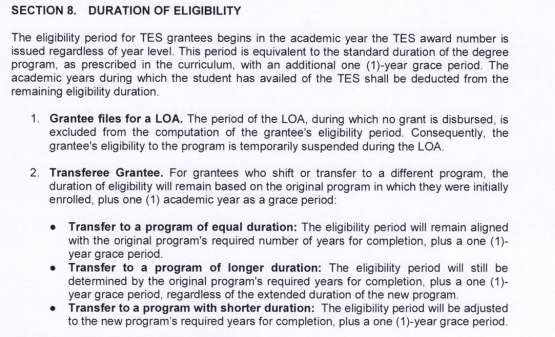 SECTION 8. DURATION OF ELIGIBILITY
The eligibility period for TES grantees begins in the academic year the TES award number is
issued regardless of year level. This period is equivalent to the standard duration of the degree
program, as prescribed in the curriculum, with an additional one (1)-year grace period. The
academic years during which the student has availed of the TES shall be deducted from the
remaining eligibility duration.
1. Grantee files for a LOA. The period of the LOA, during which no grant is disbursed, is
excluded from the computation of the grantee's eligibility period. Consequently, the
grantee's eligibility to the program is temporarily suspended during the LOA.
2. Transferee Grantee. For grantees who shift or transfer to a different program, the
duration of eligibility will remain based on the original program in which they were initially
enrolled, plus one (1) academic year as a grace period:
• Transfer to a program of equal duration: The eligibility period will remain aligned
with the original program's required number of years for completion, plus a one (1)-
year grace period.
• Transfer to a program of longer duration: The eligibility period will still be
determined by the original program's required years for completion, plus a one (1)-
year grace period, regardless of the extended duration of the new program.
• Transfer to a program with shorter duration: The eligibility period will be adjusted
to the new program's required years for completion, plus a one (1)-year grace period.